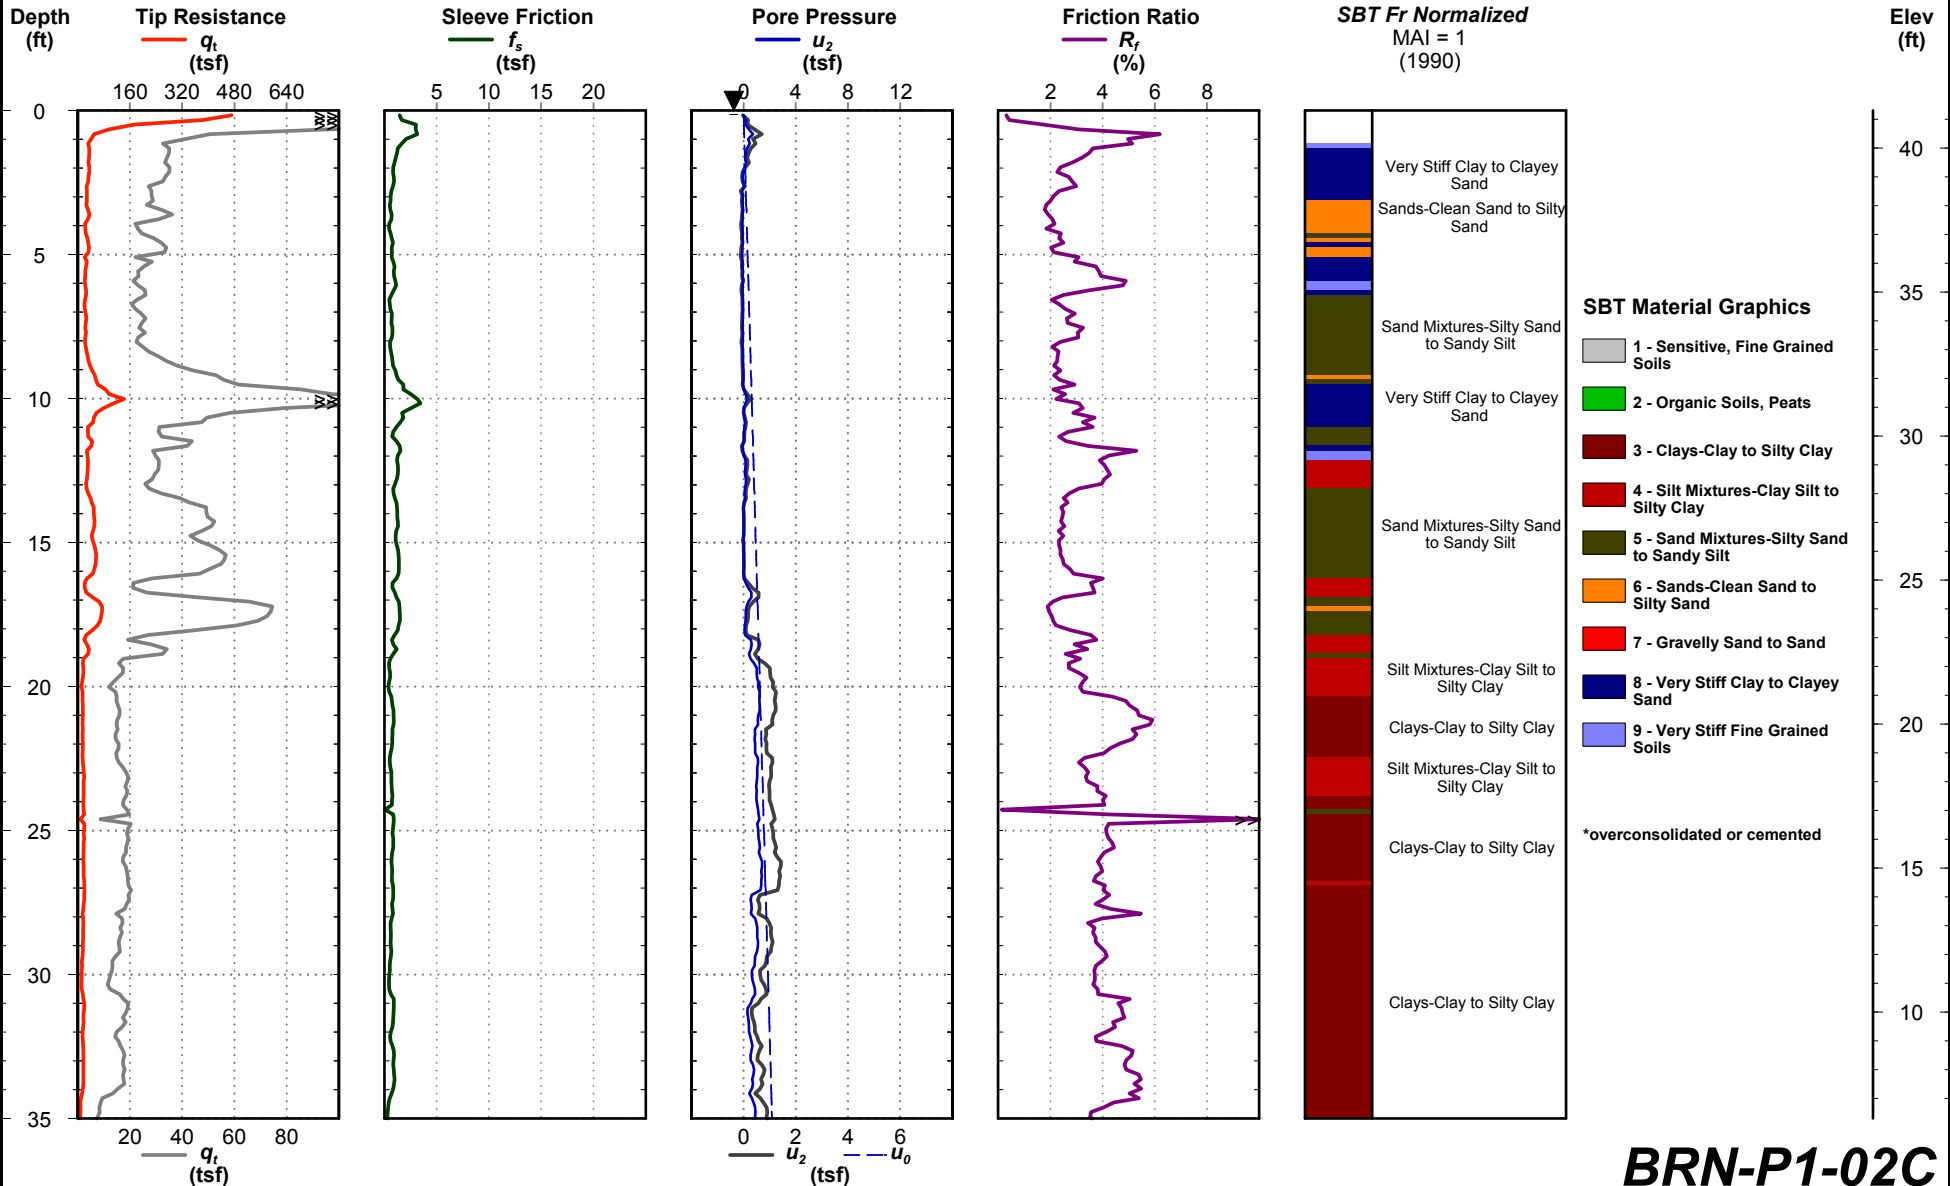 Depth
(ft)
Tip Resistance
qt
(tsf)
160 320 480 640
Sleeve Friction
fs
(tsf)
5 10 15 20
Pore Pressure
u2
(tsf)
0 4 8 12
Friction Ratio
Rf
(%)
2 4 6 8
SBT Fr Normalized
MAI = 1
(1990)
Elev
(ft)
0
5
10
15
20
25
30
35
>>
>>
>>
>>
>>
>>
Very Stiff Clay to Clayey
Sand
Sands-Clean Sand to Silty
Sand
Sand Mixtures-Silty Sand
to Sandy Silt
Very Stiff Clay to Clayey
Sand
Sand Mixtures-Silty Sand
to Sandy Silt
Silt Mixtures-Clay Silt to
Silty Clay
Clays-Clay to Silty Clay
Silt Mixtures-Clay Silt to
Silty Clay
Clays-Clay to Silty Clay
Clays-Clay to Silty Clay
SBT Material Graphics
1 - Sensitive, Fine Grained
Soils
2 - Organic Soils, Peats
3 - Clays-Clay to Silty Clay
4 - Silt Mixtures-Clay Silt to
Silty Clay
5 - Sand Mixtures-Silty Sand
to Sandy Silt
6 - Sands-Clean Sand to
Silty Sand
7 - Gravelly Sand to Sand
8 - Very Stiff Clay to Clayey
Sand
9 - Very Stiff Fine Grained
Soils
*overconsolidated or cemented
40
35
30
25
20
15
10
20 40 60 80
qt
(tsf)
0 2 4 6
u2 u0
(tsf)
BRN-P1-02C